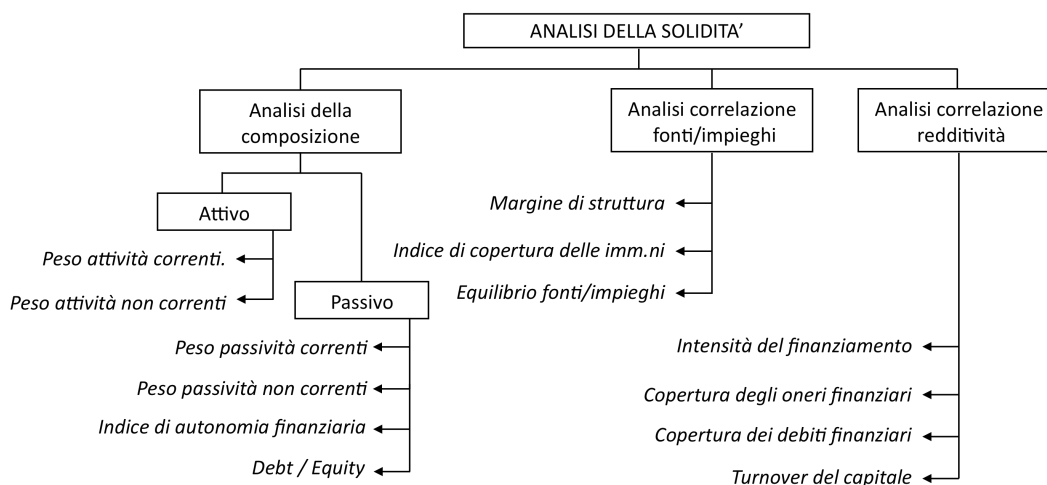 ANALISI DELLA SOLIDITA’
Analisi della
composizione
Analisi correlazione
fonti/impieghi
Analisi correlazione
redditività
Attivo
Peso attività correnti.
Peso attività non correnti
Passivo
Peso passività correnti
Peso passività non correnti
Indice di autonomia finanziaria
Debt / Equity
Margine di struttura
Indice di copertura delle imm.ni
Equilibrio fonti/impieghi
Intensità del finanziamento
Copertura degli oneri finanziari
Copertura dei debiti finanziari
Turnover del capitale